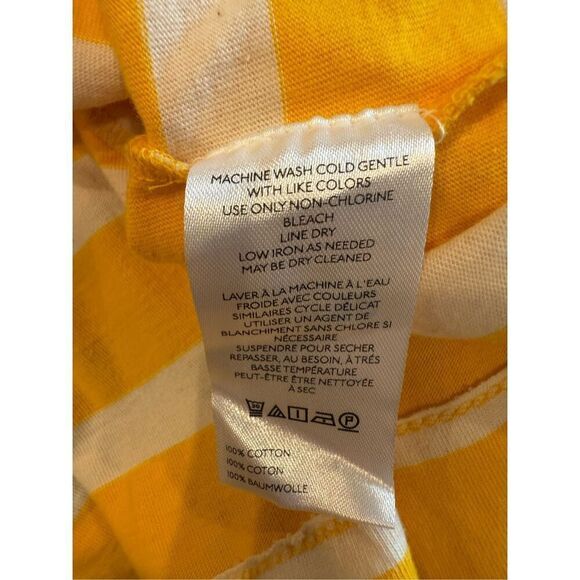 MACHINE WASH COLD GENTLE
WITH LIKE COLORS
USE ONLY NON-CHLORINE
BLEACH
LINE DRY
LOW IRON AS NEEDED
MAY BE DRY CLEANED
LAVER À LA MACHINE À L'EAU
FROIDE AVEC COULEURS
SIMILAIRES CYCLE DÉLICAT
UTILISER UN AGENT DE
BLANCHIMENT SANS CHLORE SI
NÉCESSAIRE
SUSPENDRE POUR SECHER
REPASSER, AU BESOIN, À TRÉS
BASSE TEMPÉRATURE
PEUT-ÊTRE ÊTRE NETTOYÉE
À SEC
30 P
100% COTTON
100% COTON
100% BAUMWOLLE